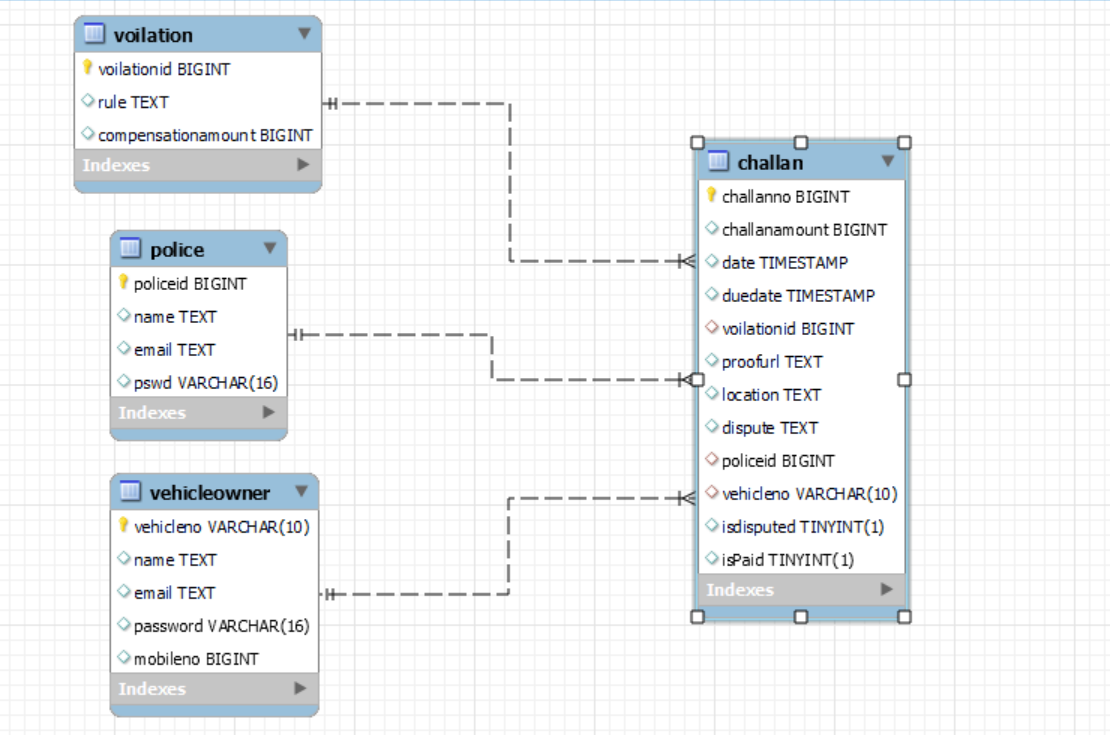 voilation
voilationid BIGINT
rule TEXT
compensationamount BIGINT
Indexes
police
policeid BIGINT
name TEXT
email TEXT
pswd VARCHAR(16)
Indexes
vehicleowner
vehicleno VARCHAR(10)
name TEXT
email TEXT
password VARCHAR(16)
mobileno BIGINT
Indexes
challan
challanno BIGINT
challanamount BIGINT
date TIMESTAMP
duedate TIMESTAMP
voilationid BIGINT
proofurl TEXT
location TEXT
dispute TEXT
policeid BIGINT
vehicleno VARCHAR(10)
isdisputed TINYINT(1)
isPaid TINYINT(1)
Indexes